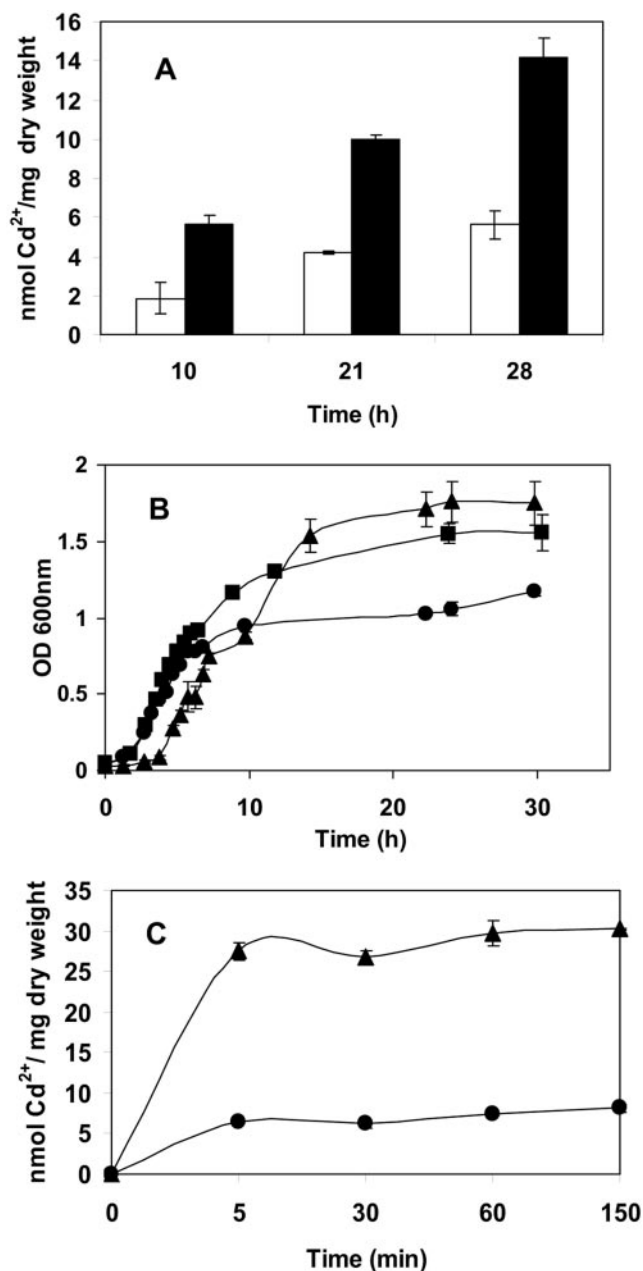 16
14
12
10
8
6
4
2
0
nmol Cd²⁺/mg dry weight
A
10 21 28
Time (h)
2
1.5
1
0.5
0
OD 600nm
B
0 10 20 30
Time (h)
35
30
25
20
15
10
5
0
nmol Cd²⁺/ mg dry weight
C
0 5 30 60 150
Time (min)